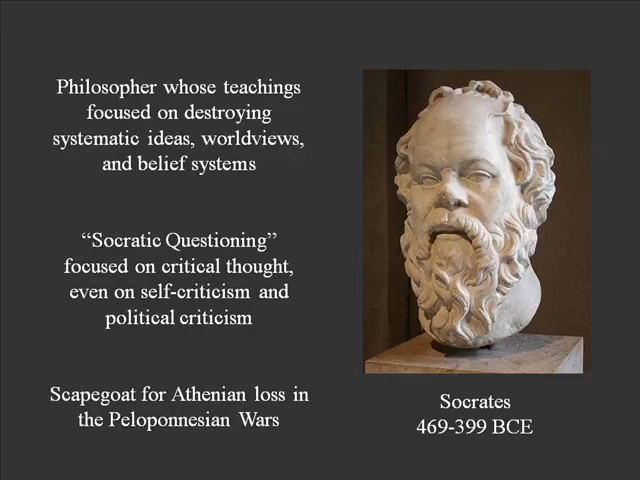 Philosopher whose teachings
focused on destroying
systematic ideas, worldviews,
and belief systems
“Socratic Questioning”
focused on critical thought,
even on self-criticism and
political criticism
Scapegoat for Athenian loss in
the Peloponnesian Wars
Socrates
469-399 BCE